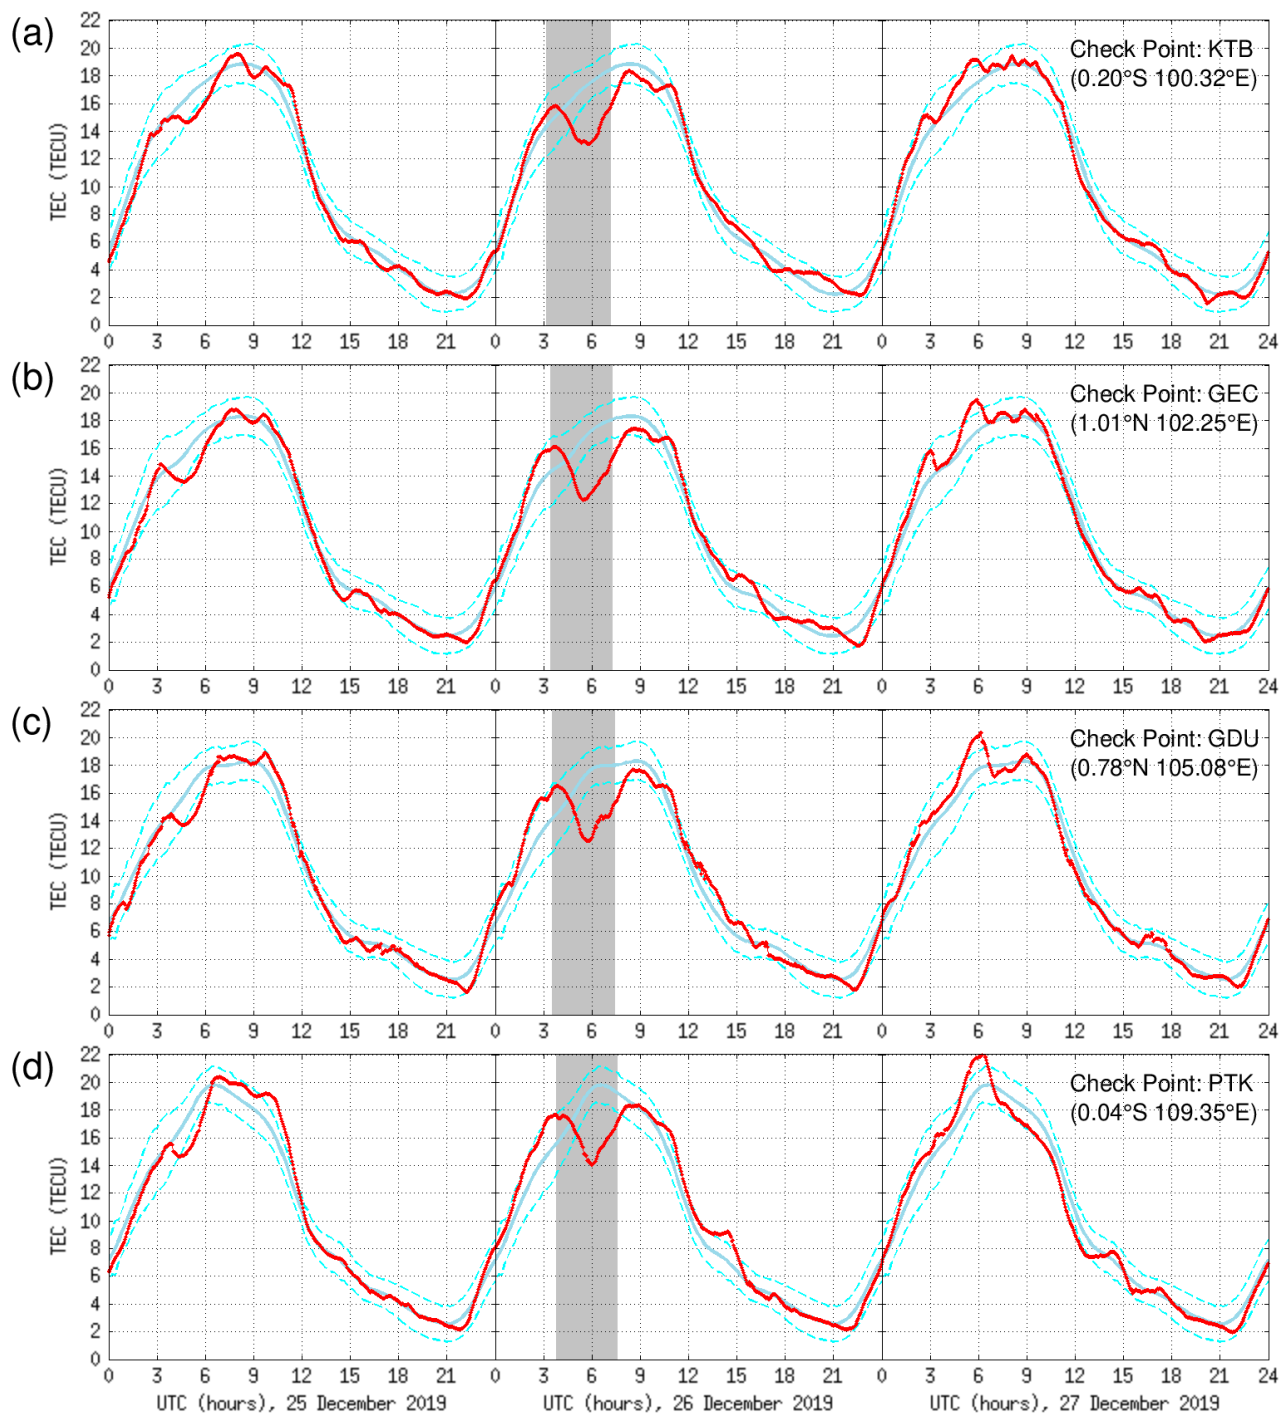 (a)
22
20
18
16
14
12
10
8
6
4
2
0
TEC (TECU)
Check Point: KTB
(0.20°S 100.32°E)
0 3 6 9 12 15 18 21 0 3 6 9 12 15 18 21 0 3 6 9 12 15 18 21 24
(b)
22
20
18
16
14
12
10
8
6
4
2
0
TEC (TECU)
Check Point: GEC
(1.01°N 102.25°E)
0 3 6 9 12 15 18 21 0 3 6 9 12 15 18 21 0 3 6 9 12 15 18 21 24
(c)
22
20
18
16
14
12
10
8
6
4
2
0
TEC (TECU)
Check Point: GDU
(0.78°N 105.08°E)
0 3 6 9 12 15 18 21 0 3 6 9 12 15 18 21 0 3 6 9 12 15 18 21 24
(d)
22
20
18
16
14
12
10
8
6
4
2
0
TEC (TECU)
Check Point: PTK
(0.04°S 109.35°E)
0 3 6 9 12 15 18 21 0 3 6 9 12 15 18 21 0 3 6 9 12 15 18 21 24
UTC (hours), 25 December 2019
UTC (hours), 26 December 2019
UTC (hours), 27 December 2019